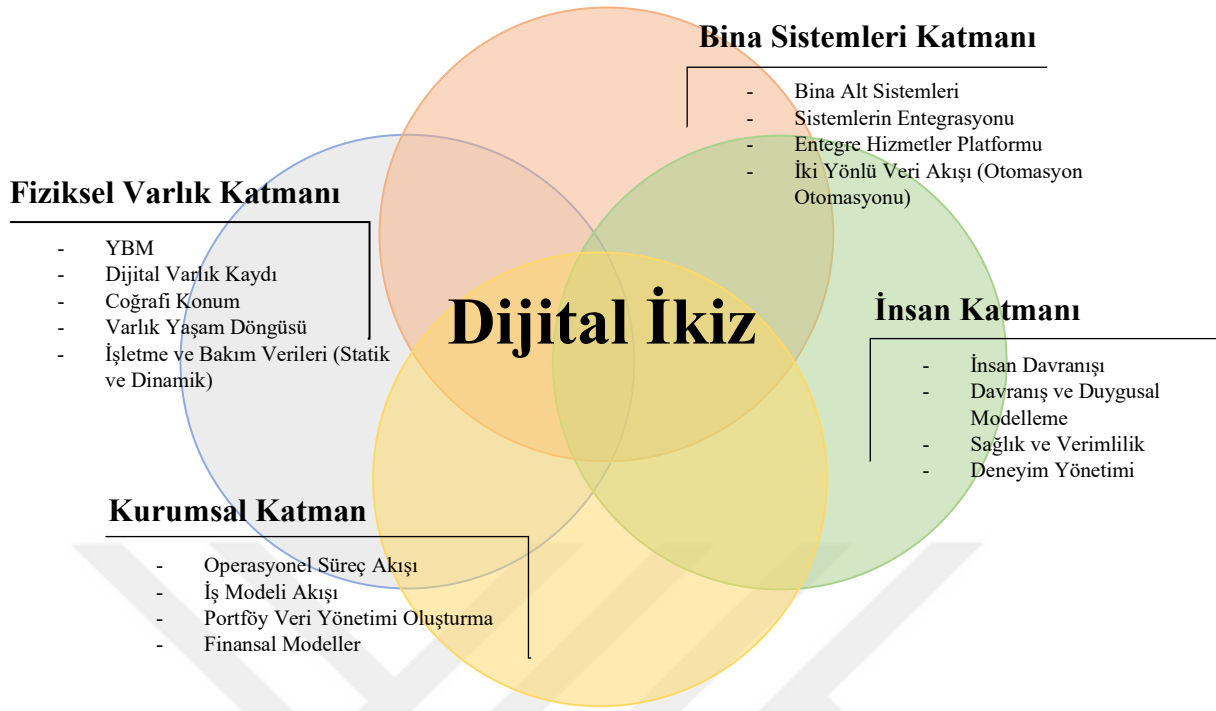 Bina Sistemleri Katmanı
- Bina Alt Sistemleri
- Sistemlerin Entegrasyonu
- Entegre Hizmetler Platformu
- İki Yönlü Veri Akışı (Otomasyon
Otomasyonu)
Fiziksel Varlık Katmanı
- YBM
- Dijital Varlık Kaydı
- Coğrafi Konum
- Varlık Yaşam Döngüsü
- İşletme ve Bakım Verileri (Statik
ve Dinamik)
Dijital İkiz
İnsan Katmanı
- İnsan Davranışı
- Davranış ve Duygusal
Modelleme
- Sağlık ve Verimlilik
- Deneyim Yönetimi
Kurumsal Katman
- Operasyonel Süreç Akışı
- İş Modeli Akışı
- Portföy Veri Yönetimi Oluşturma
- Finansal Modeller